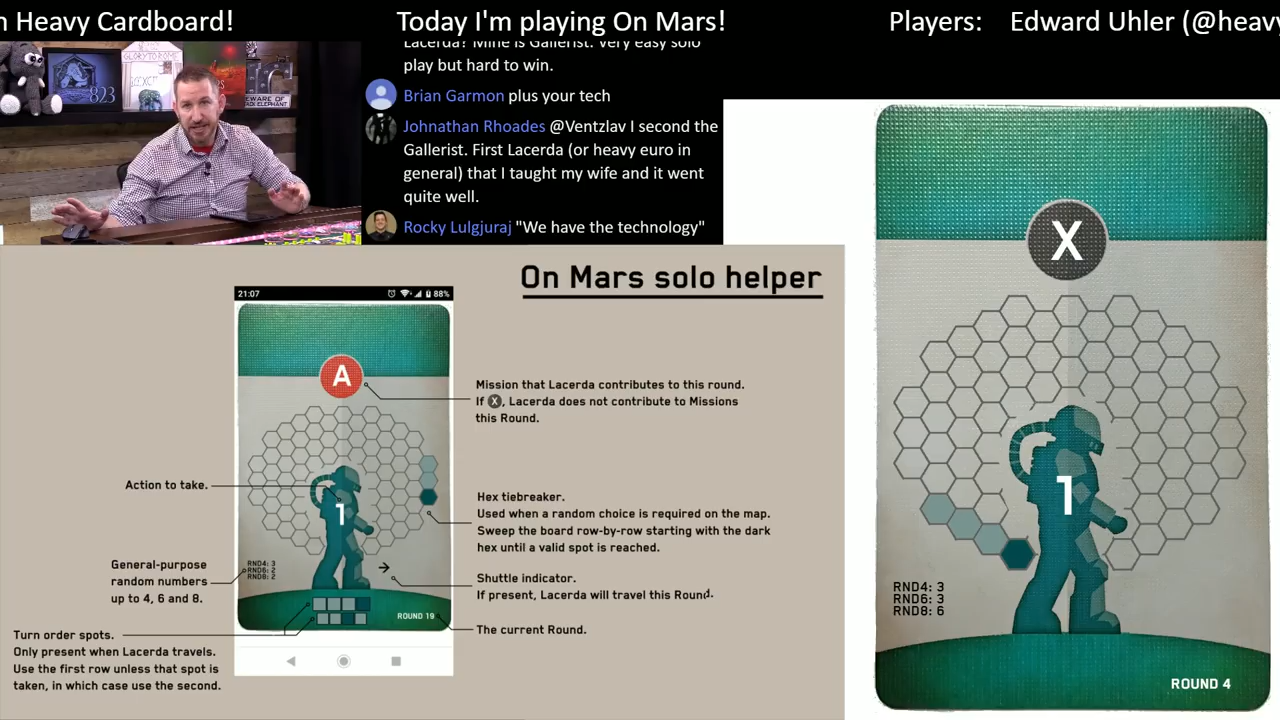 n Heavy Cardboard!
Today I'm playing On Mars!
Players: Edward Uhler (@heavy
Lacerda? Mine is Gallerist. Very easy solo
play but hard to win.
Brian Garmon plus your tech
Johnathan Rhoades @Ventzlav I second the
Gallerist. First Lacerda (or heavy euro in
general) that I taught my wife and it went
quite well.
Rocky Lulgjuraj "We have the technology"
GLORY TO ROME
823
BEWARE OF
ELEPHANT
On Mars solo helper
21:07
88%
A
1
RND4: 3
RND6: 2
RND8: 2
ROUND 19
Mission that Lacerda contributes to this round.
If X, Lacerda does not contribute to Missions
this Round.
Action to take.
Hex tiebreaker.
Used when a random choice is required on the map.
Sweep the board row-by-row starting with the dark
hex until a valid spot is reached.
General-purpose
random numbers
up to 4, 6 and 8.
Shuttle indicator.
If present, Lacerda will travel this Round.
The current Round.
Turn order spots.
Only present when Lacerda travels.
Use the first row unless that spot is
taken, in which case use the second.
X
1
RND4: 3
RND6: 3
RND8: 6
ROUND 4